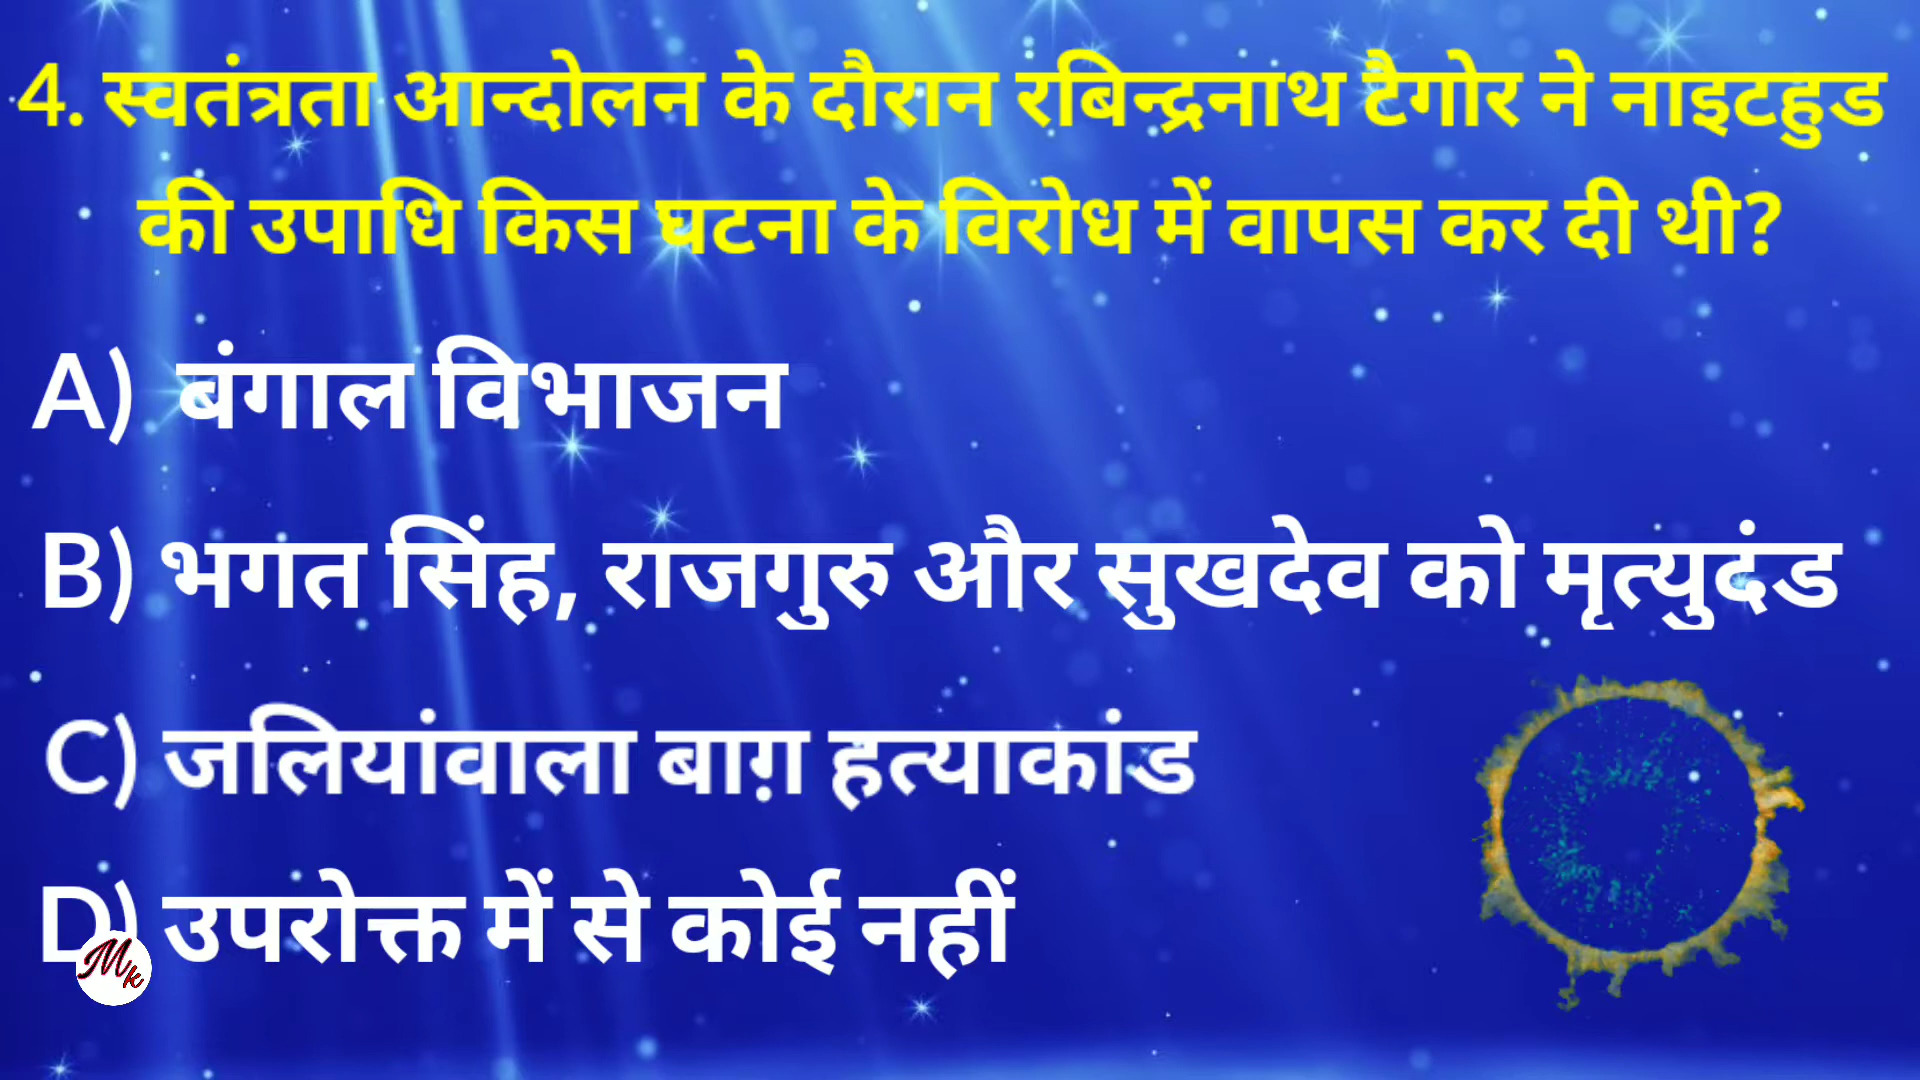 4. स्वतंत्रता आन्दोलन के दौरान रबिन्द्रनाथ टैगोर ने नाइटहुड
की उपाधि किस घटना के विरोध में वापस कर दी थी?
A) बंगाल विभाजन
B) भगत सिंह, राजगुरु और सुखदेव को मृत्युदंड
C) जलियांवाला बाग़ हत्याकांड
D) उपरोक्त में से कोई नहीं
Mk